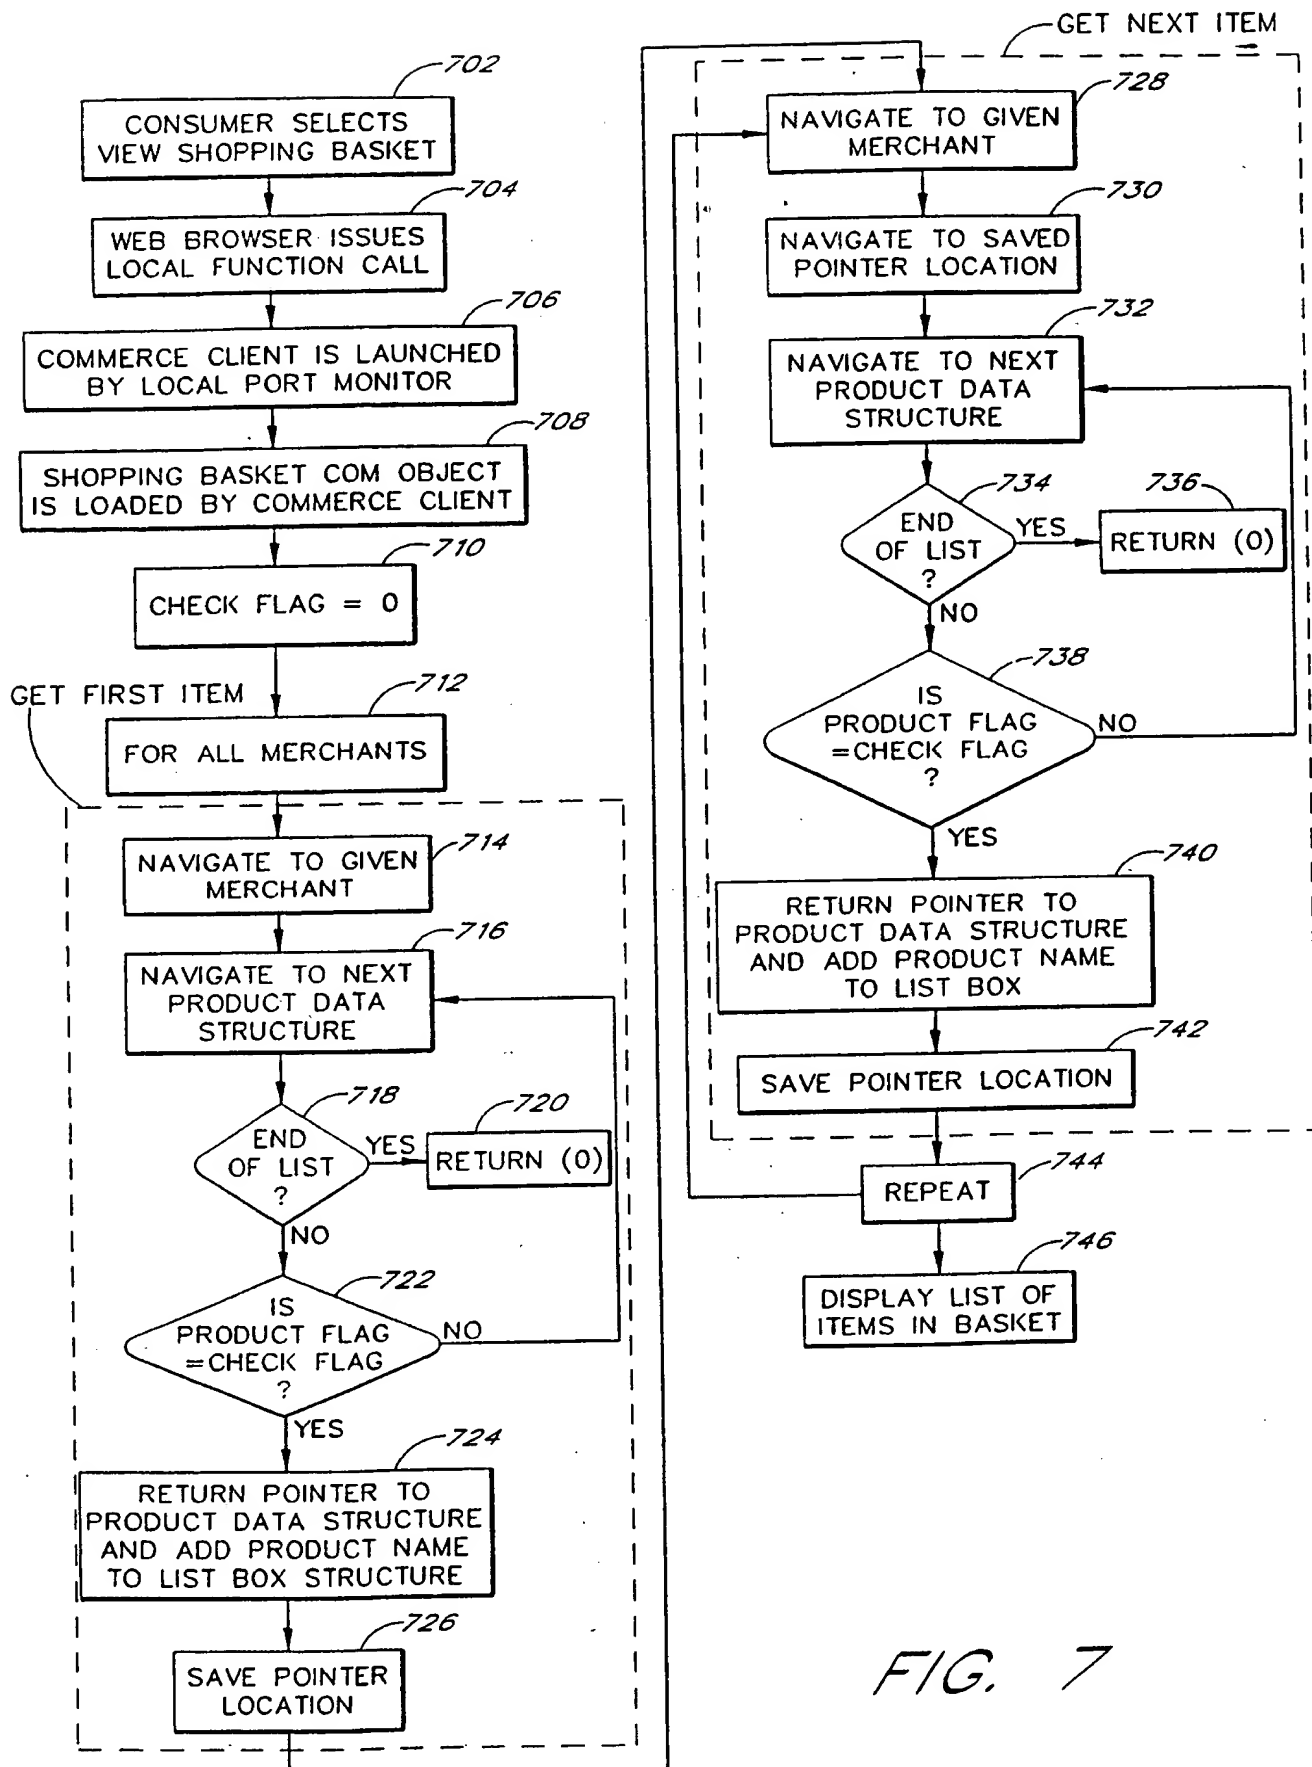 702
CONSUMER SELECTS
VIEW SHOPPING BASKET
704
WEB BROWSER ISSUES
LOCAL FUNCTION CALL
706
COMMERCE CLIENT IS LAUNCHED
BY LOCAL PORT MONITOR
708
SHOPPING BASKET COM OBJECT
IS LOADED BY COMMERCE CLIENT
710
CHECK FLAG = 0
GET FIRST ITEM
712
FOR ALL MERCHANTS
714
NAVIGATE TO GIVEN
MERCHANT
716
NAVIGATE TO NEXT
PRODUCT DATA
STRUCTURE
718
END
OF LIST
?
YES
720
RETURN (0)
NO
722
IS
PRODUCT FLAG
=CHECK FLAG
?
NO
YES
724
RETURN POINTER TO
PRODUCT DATA STRUCTURE
AND ADD PRODUCT NAME
TO LIST BOX STRUCTURE
726
SAVE POINTER
LOCATION
GET NEXT ITEM
728
NAVIGATE TO GIVEN
MERCHANT
730
NAVIGATE TO SAVED
POINTER LOCATION
732
NAVIGATE TO NEXT
PRODUCT DATA
STRUCTURE
734
END
OF LIST
?
YES
736
RETURN (0)
NO
738
IS
PRODUCT FLAG
=CHECK FLAG
?
NO
YES
740
RETURN POINTER TO
PRODUCT DATA STRUCTURE
AND ADD PRODUCT NAME
TO LIST BOX
742
SAVE POINTER LOCATION
744
REPEAT
746
DISPLAY LIST OF
ITEMS IN BASKET
FIG. 7